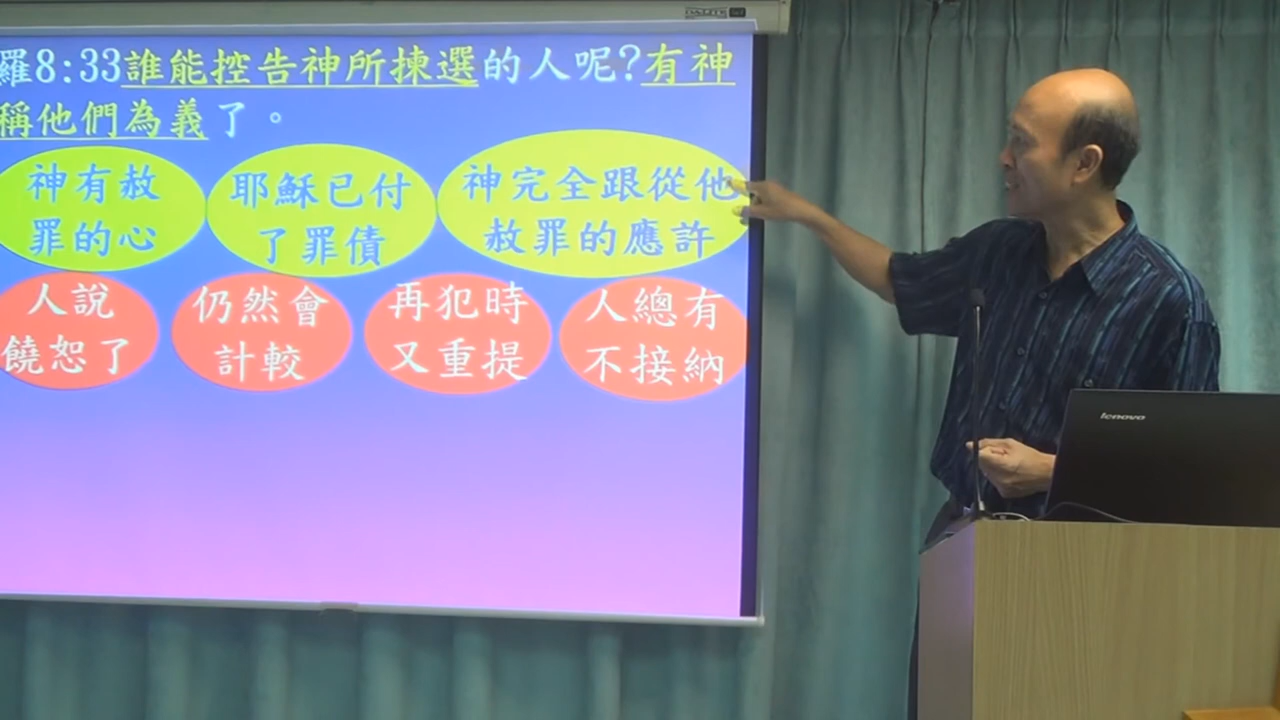 羅8:33誰能控告神所揀選的人呢?有神
稱他們為義了。
神有赦
罪的心
耶穌已付
了罪債
神完全跟從他
赦罪的應許
人說
饒恕了
仍然會
計較
再犯時
又重提
人總有
不接納
lenovo
DA-LITE